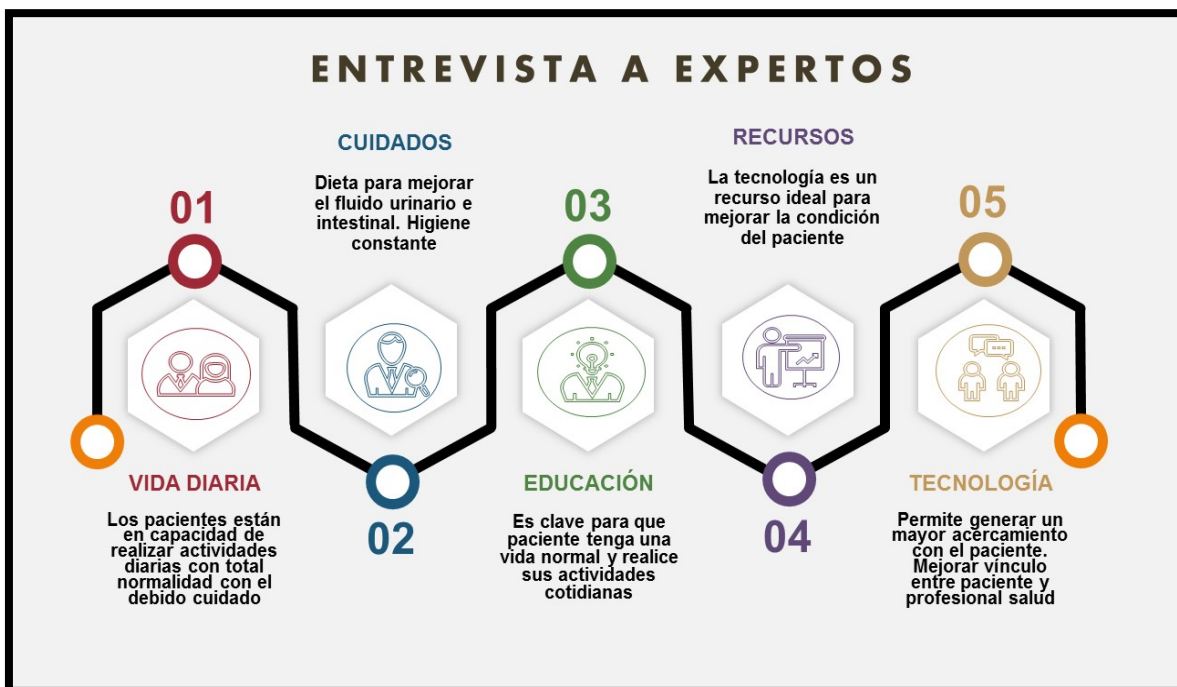 ENTREVISTA A EXPERTOS
01
VIDA DIARIA
Los pacientes están
en capacidad de
realizar actividades
diarias con total
normalidad con el
debido cuidado
CUIDADOS
Dieta para mejorar
el fluido urinario e
intestinal. Higiene
constante
02
03
EDUCACIÓN
Es clave para que
paciente tenga una
vida normal y realice
sus actividades
cotidianas
RECURSOS
La tecnología es un
recurso ideal para
mejorar la condición
del paciente
04
05
TECNOLOGÍA
Permite generar un
mayor acercamiento
con el paciente.
Mejorar vínculo
entre paciente y
profesional salud